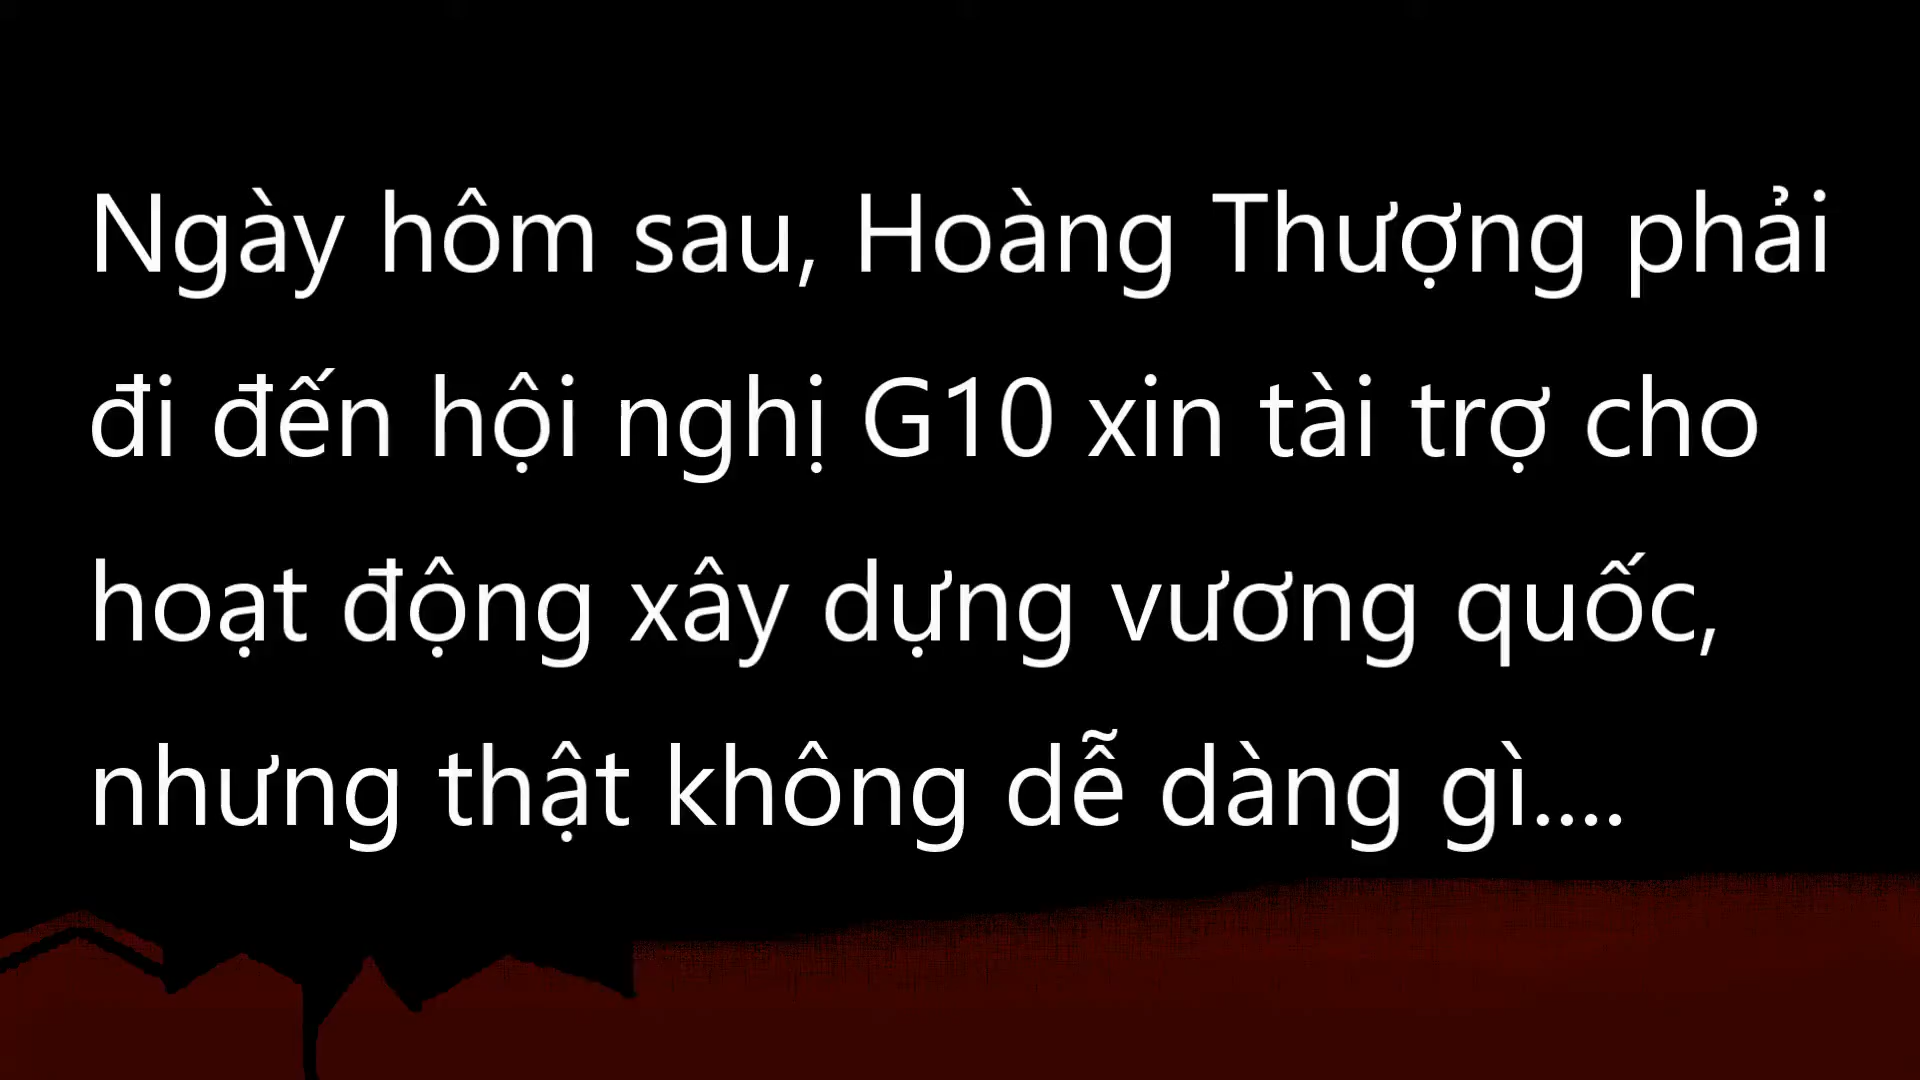 Ngày hôm sau, Hoàng Thượng phải
đi đến hội nghị G10 xin tài trợ cho
hoạt động xây dựng vương quốc,
nhưng thật không dễ dàng gì....